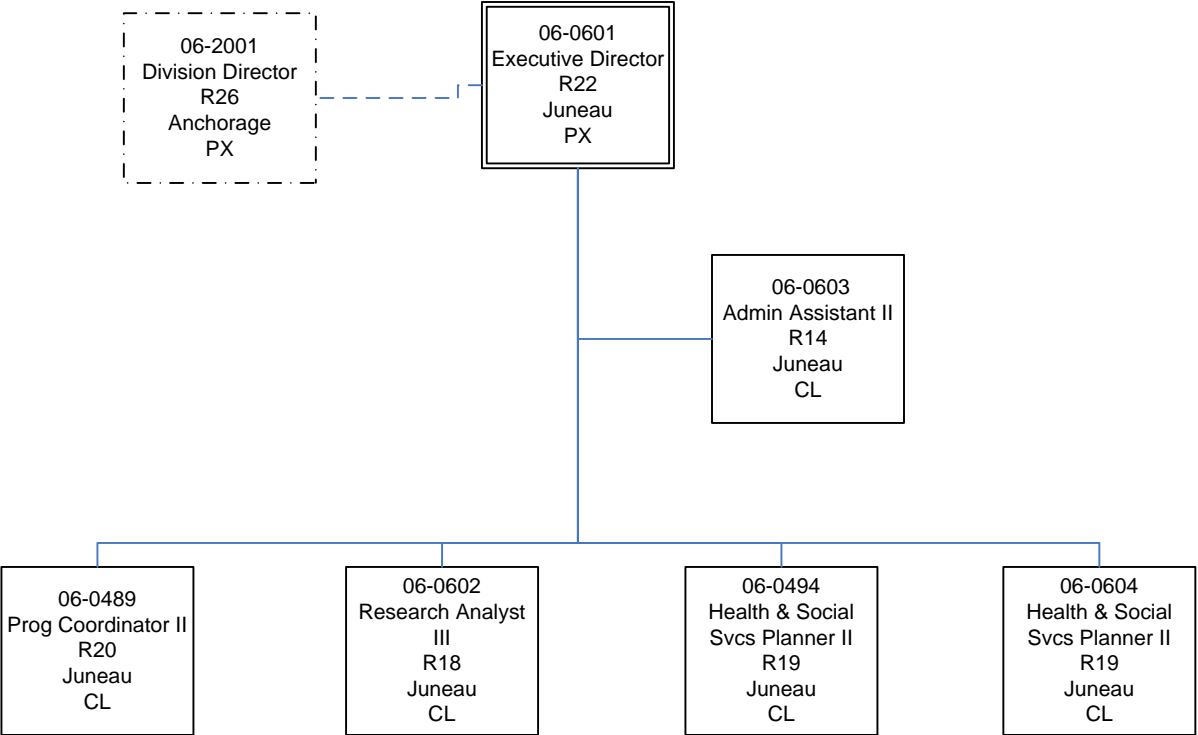 06-2001
Division Director
R26
Anchorage
PX
06-0601
Executive Director
R22
Juneau
PX
06-0603
Admin Assistant II
R14
Juneau
CL
06-0489
Prog Coordinator II
R20
Juneau
CL
06-0602
Research Analyst
III
R18
Juneau
CL
06-0494
Health & Social
Svcs Planner II
R19
Juneau
CL
06-0604
Health & Social
Svcs Planner II
R19
Juneau
CL